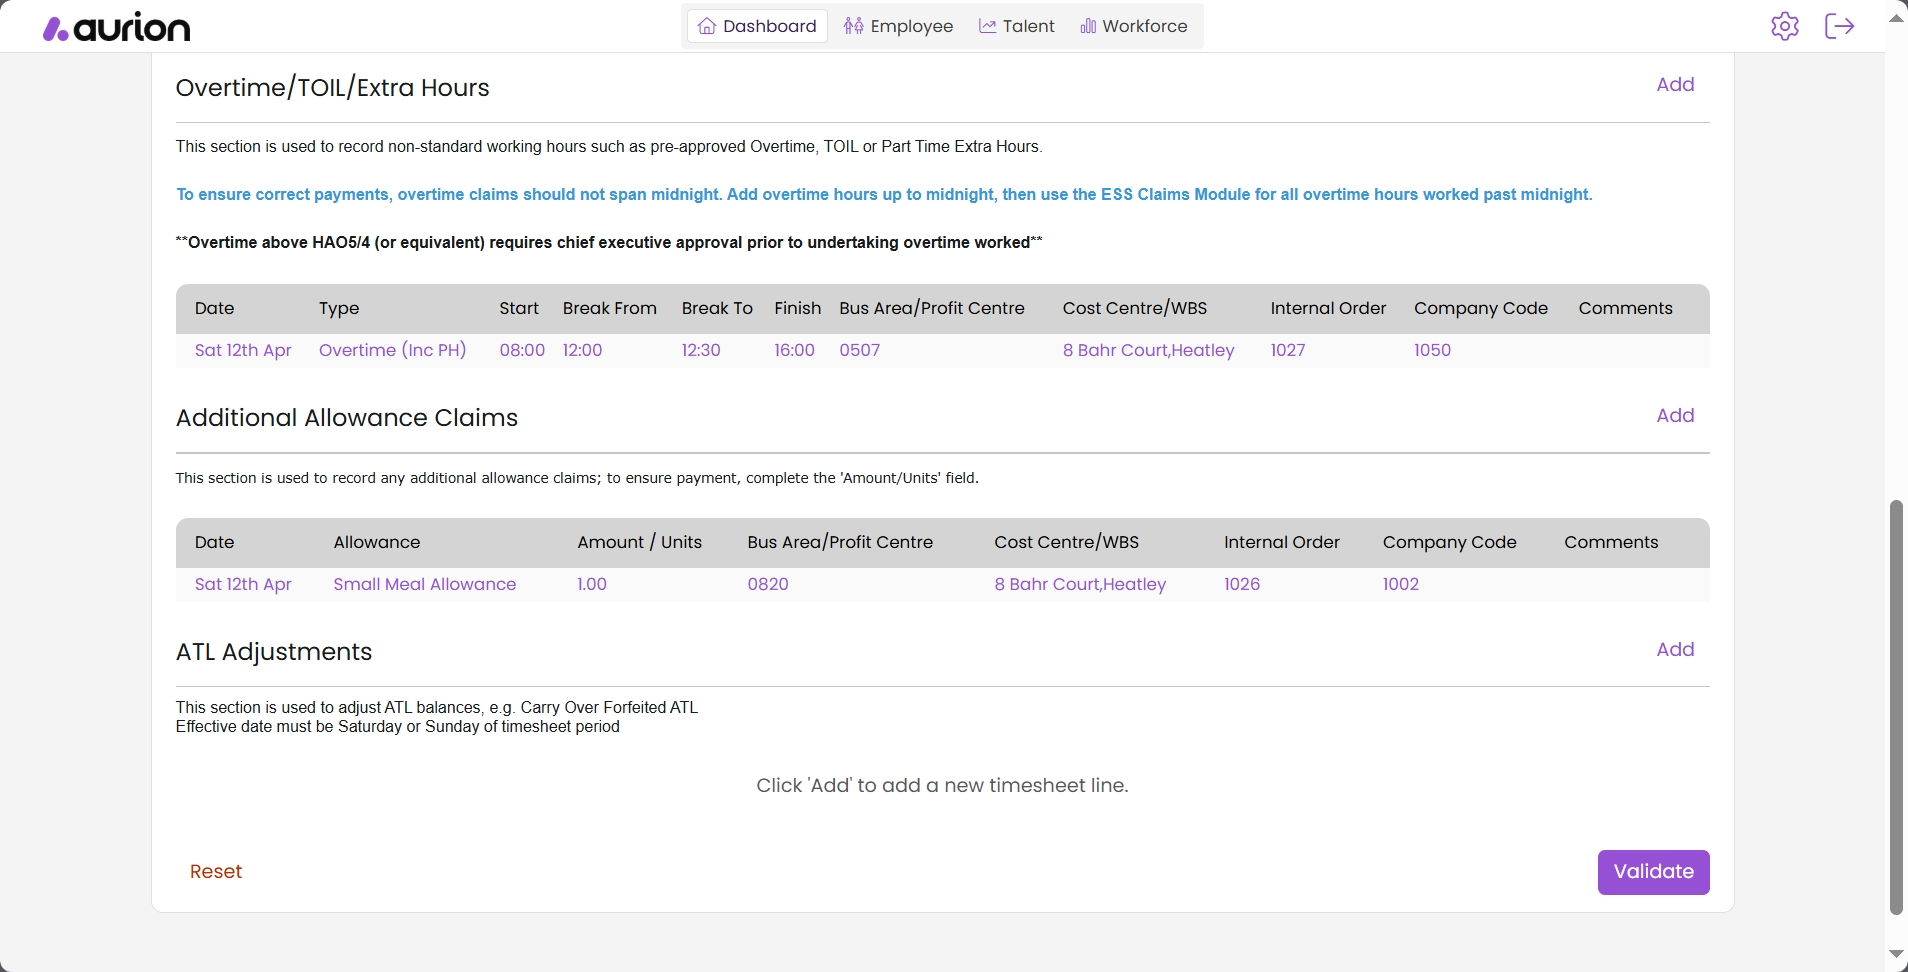 aurion
Dashboard Employee Talent Workforce
Overtime/TOIL/Extra Hours Add
This section is used to record non-standard working hours such as pre-approved Overtime, TOIL or Part Time Extra Hours.
To ensure correct payments, overtime claims should not span midnight. Add overtime hours up to midnight, then use the ESS Claims Module for all overtime hours worked past midnight.
**Overtime above HAO5/4 (or equivalent) requires chief executive approval prior to undertaking overtime worked**
Date Type Start Break From Break To Finish Bus Area/Profit Centre Cost Centre/WBS Internal Order Company Code Comments
Sat 12th Apr Overtime (Inc PH) 08:00 12:00 12:30 16:00 0507 8 Bahr Court,Heatley 1027 1050
Additional Allowance Claims Add
This section is used to record any additional allowance claims; to ensure payment, complete the 'Amount/Units' field.
Date Allowance Amount / Units Bus Area/Profit Centre Cost Centre/WBS Internal Order Company Code Comments
Sat 12th Apr Small Meal Allowance 1.00 0820 8 Bahr Court,Heatley 1026 1002
ATL Adjustments Add
This section is used to adjust ATL balances, e.g. Carry Over Forfeited ATL
Effective date must be Saturday or Sunday of timesheet period
Click 'Add' to add a new timesheet line.
Reset Validate